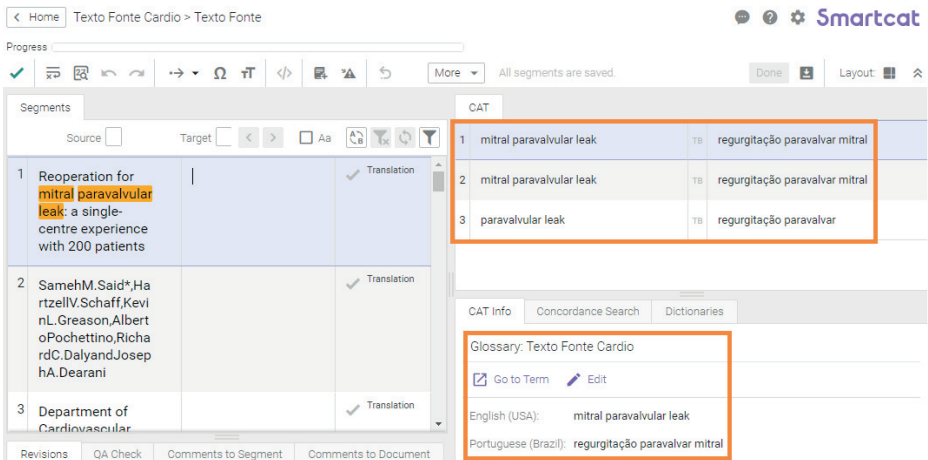 Home Texto Fonte Cardio > Texto Fonte
Smartcat
Progress
Ω тT </> More All segments are saved. Done Layout:
Segments
Source Target < > Aa
1 Reoperation for
mitral paravalvular
leak: a single-
centre experience
with 200 patients
Translation
2 SamehM.Said*,Ha
rtzellV.Schaff,Kevi
nL.Greason,Albert
oPochettino,Richa
rdC.DalyandJosep
hA.Dearani
Translation
3 Department of
Cardiovascular
Translation
Revisions QA Check Comments to Segment Comments to Document
CAT
1 mitral paravalvular leak TB regurgitação paravalvar mitral
2 mitral paravalvular leak TB regurgitação paravalvar mitral
3 paravalvular leak TB regurgitação paravalvar
CAT Info Concordance Search Dictionaries
Glossary: Texto Fonte Cardio
Go to Term Edit
English (USA): mitral paravalvular leak
Portuguese (Brazil): regurgitação paravalvar mitral